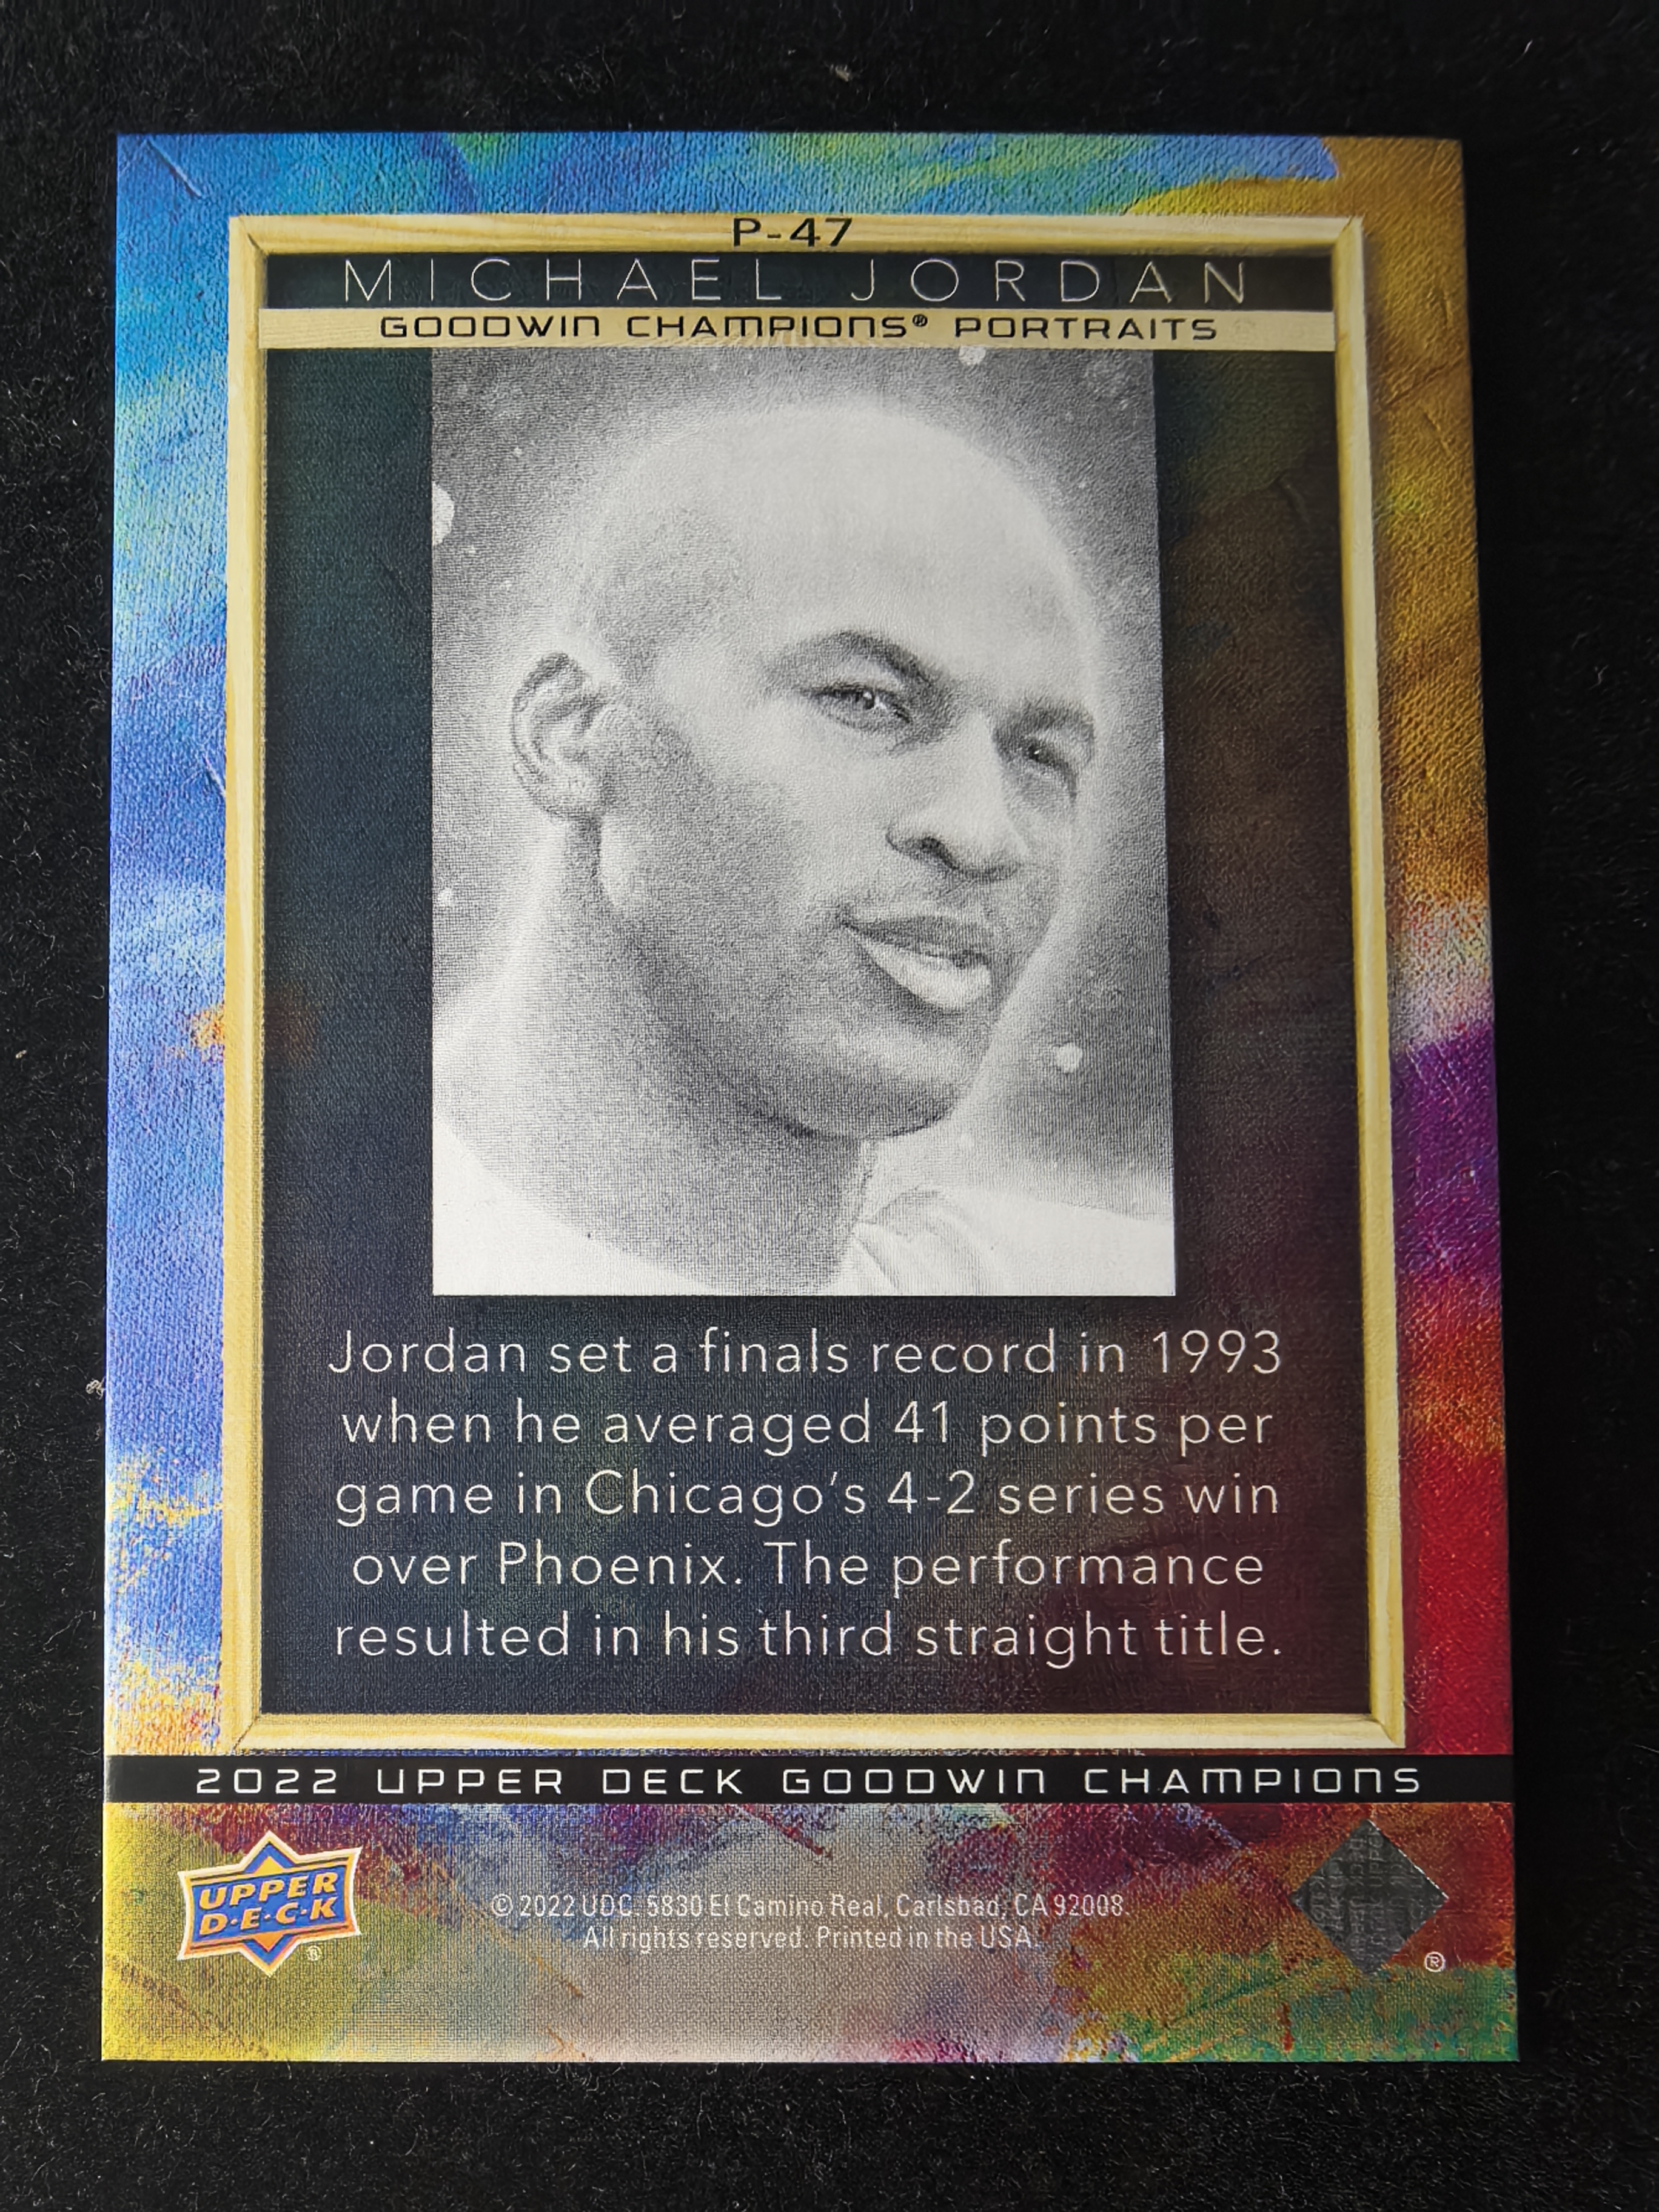 P-47
MICHAEL JORDAN
GOODWIN CHAMPIONS® PORTRAITS
Jordan set a finals record in 1993
when he averaged 41 points per
game in Chicago's 4-2 series win
over Phoenix. The performance
resulted in his third straight title.
2022 UPPER DECK GOODWIN CHAMPIONS
UPPER
D·E·C·K
®
© 2022 UDC. 5830 El Camino Real, Carlsbad, CA 92008.
All rights reserved. Printed in the USA.
®